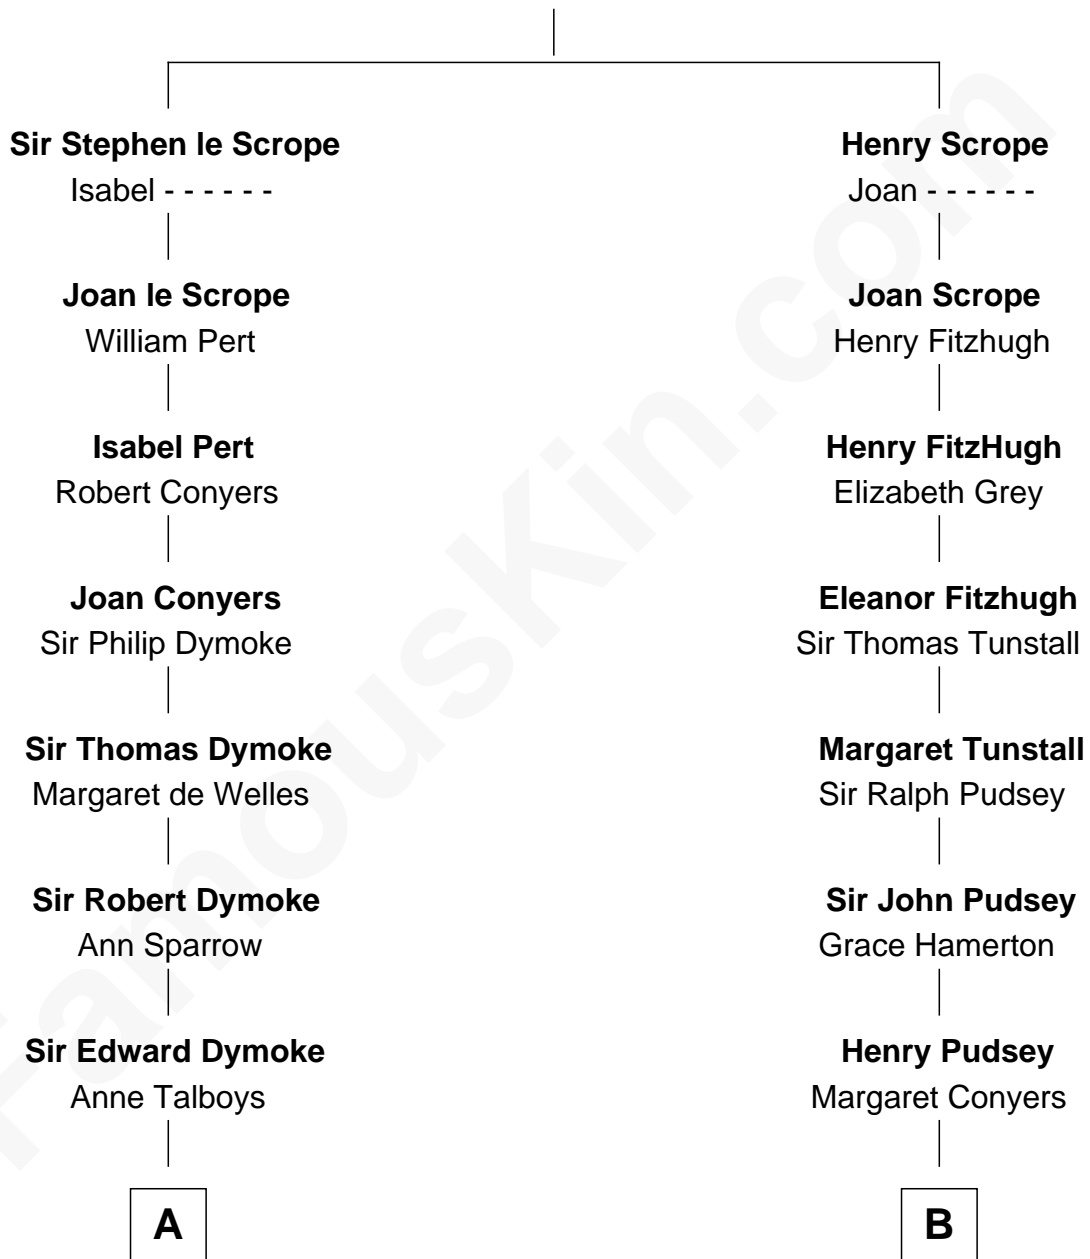 Sir Stephen le Scrope
Isabel - - - - - -
Joan le Scrope
William Pert
Isabel Pert
Robert Conyers
Joan Conyers
Sir Philip Dymoke
Sir Thomas Dymoke
Margaret de Welles
Sir Robert Dymoke
Ann Sparrow
Sir Edward Dymoke
Anne Talboys
A
Henry Scrope
Joan - - - - - -
Joan Scrope
Henry Fitzhugh
Henry FitzHugh
Elizabeth Grey
Eleanor Fitzhugh
Sir Thomas Tunstall
Margaret Tunstall
Sir Ralph Pudsey
Sir John Pudsey
Grace Hamerton
Henry Pudsey
Margaret Conyers
B
FamousKin.com